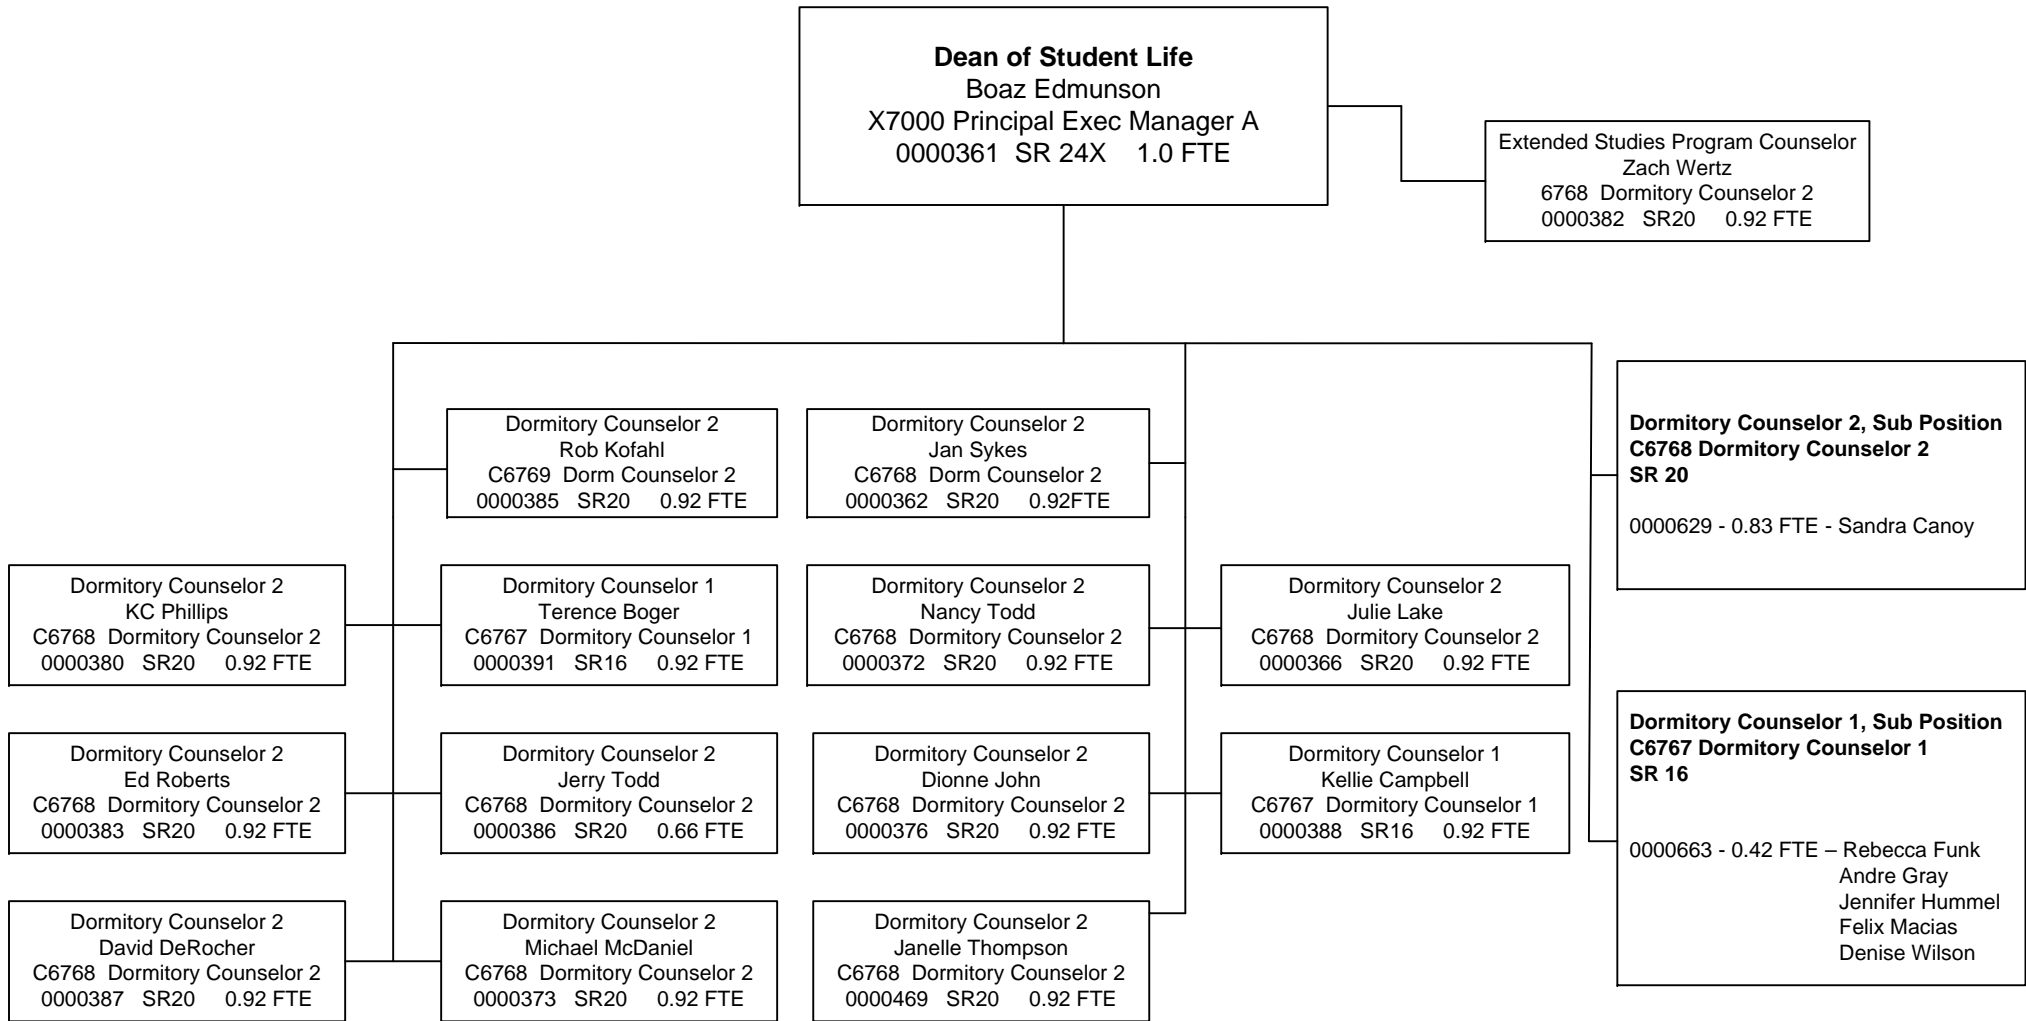 Dean of Student Life
Boaz Edmunson
X7000 Principal Exec Manager A
0000361 SR 24X 1.0 FTE
Extended Studies Program Counselor
Zach Wertz
6768 Dormitory Counselor 2
0000382 SR20 0.92 FTE
Dormitory Counselor 2
Rob Kofahl
C6769 Dorm Counselor 2
0000385 SR20 0.92 FTE
Dormitory Counselor 2
Jan Sykes
C6768 Dorm Counselor 2
0000362 SR20 0.92FTE
Dormitory Counselor 2, Sub Position
C6768 Dormitory Counselor 2
SR 20
0000629 - 0.83 FTE - Sandra Canoy
Dormitory Counselor 2
KC Phillips
C6768 Dormitory Counselor 2
0000380 SR20 0.92 FTE
Dormitory Counselor 1
Terence Boger
C6767 Dormitory Counselor 1
0000391 SR16 0.92 FTE
Dormitory Counselor 2
Nancy Todd
C6768 Dormitory Counselor 2
0000372 SR20 0.92 FTE
Dormitory Counselor 2
Julie Lake
C6768 Dormitory Counselor 2
0000366 SR20 0.92 FTE
Dormitory Counselor 2
Ed Roberts
C6768 Dormitory Counselor 2
0000383 SR20 0.92 FTE
Dormitory Counselor 2
Jerry Todd
C6768 Dormitory Counselor 2
0000386 SR20 0.66 FTE
Dormitory Counselor 2
Dionne John
C6768 Dormitory Counselor 2
0000376 SR20 0.92 FTE
Dormitory Counselor 1
Kellie Campbell
C6767 Dormitory Counselor 1
0000388 SR16 0.92 FTE
Dormitory Counselor 1, Sub Position
C6767 Dormitory Counselor 1
SR 16
0000663 - 0.42 FTE – Rebecca Funk
Andre Gray
Jennifer Hummel
Felix Macias
Denise Wilson
Dormitory Counselor 2
David DeRocher
C6768 Dormitory Counselor 2
0000387 SR20 0.92 FTE
Dormitory Counselor 2
Michael McDaniel
C6768 Dormitory Counselor 2
0000373 SR20 0.92 FTE
Dormitory Counselor 2
Janelle Thompson
C6768 Dormitory Counselor 2
0000469 SR20 0.92 FTE